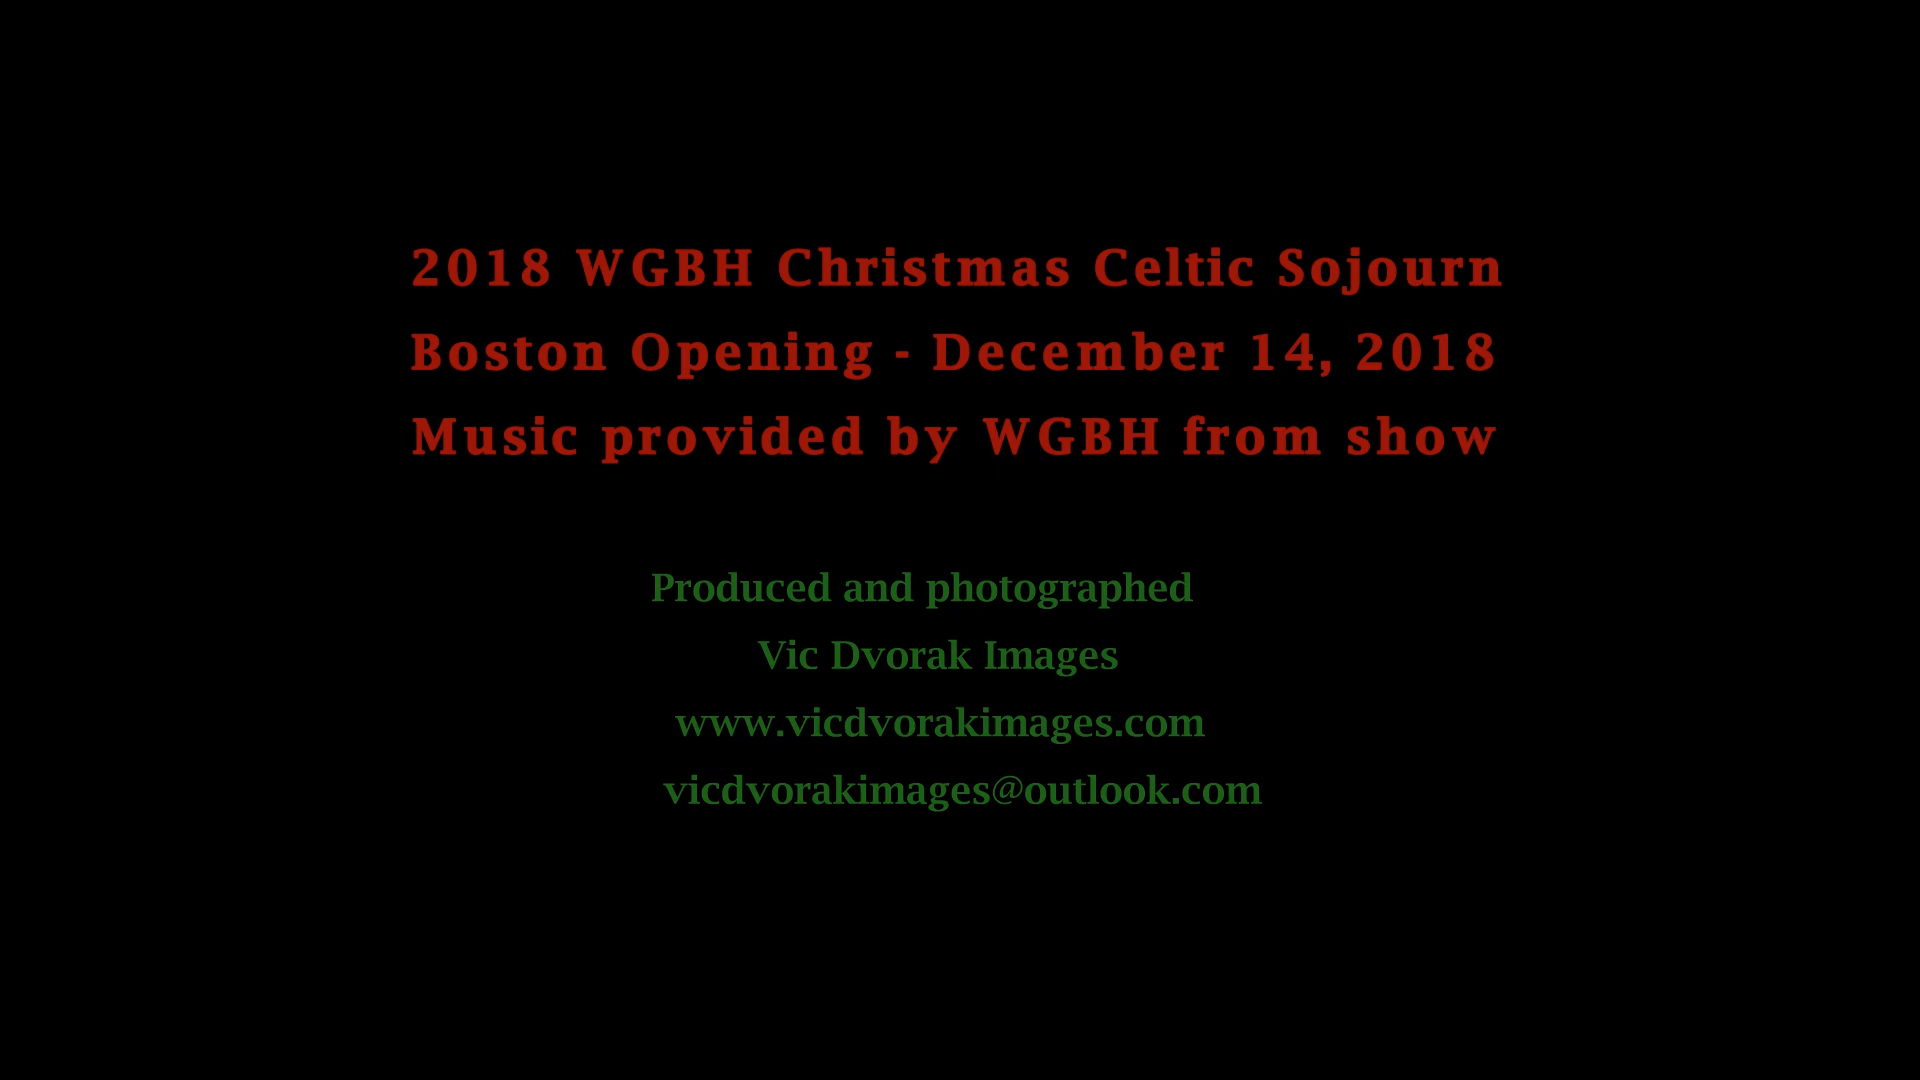 2018 WGBH Christmas Celtic Sojourn
Boston Opening - December 14, 2018
Music provided by WGBH from show
Produced and photographed
Vic Dvorak Images
www.vicdvorakimages.com
vicdvorakimages@outlook.com